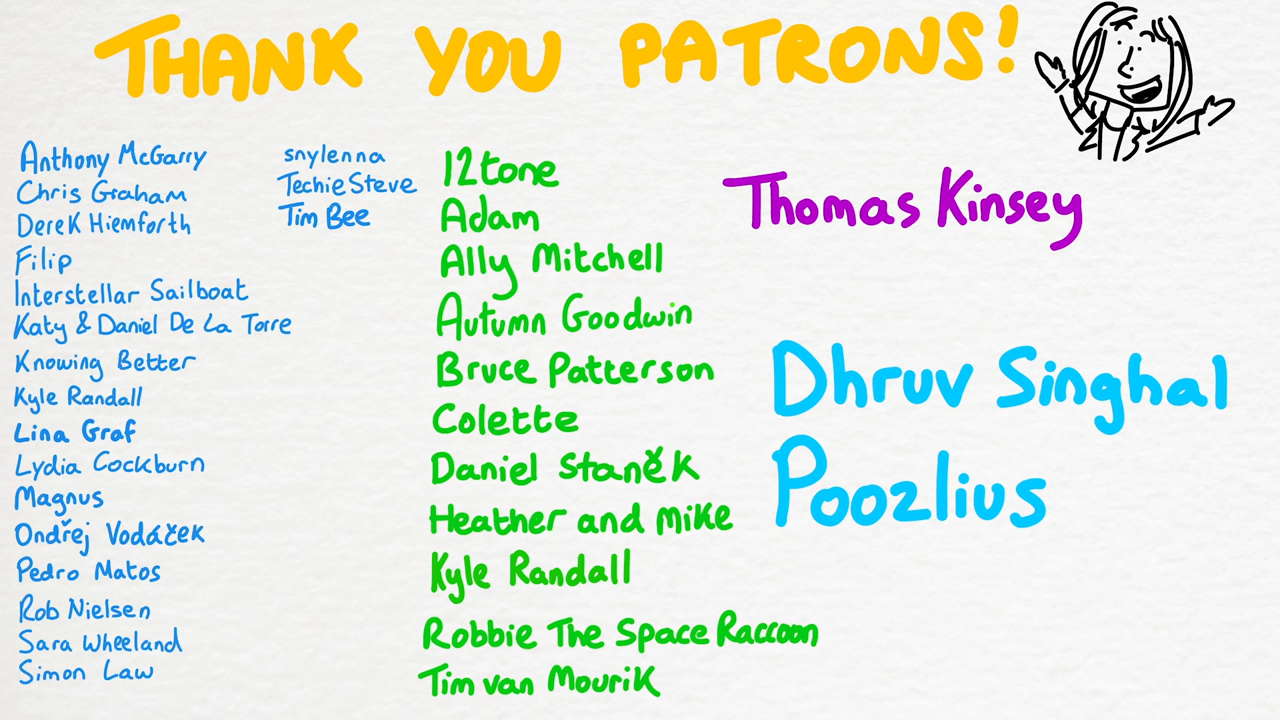 THANK YOU PATRONS!
Anthony McGarry
Chris Graham
Derek Hiemforth
Filip
Interstellar Sailboat
Katy & Daniel De La Torre
Knowing Better
Kyle Randall
Lina Graf
Lydia Cockburn
Magnus
Ondřej Vodáček
Pedro Matos
Rob Nielsen
Sara Wheeland
Simon Law
snylenna
TechieSteve
Tim Bee
12tone
Adam
Ally Mitchell
Autumn Goodwin
Bruce Patterson
Colette
Daniel Staněk
Heather and Mike
Kyle Randall
Robbie The Space Raccoon
Tim van Mourik
Thomas Kinsey
Dhruv Singhal
Poozlius